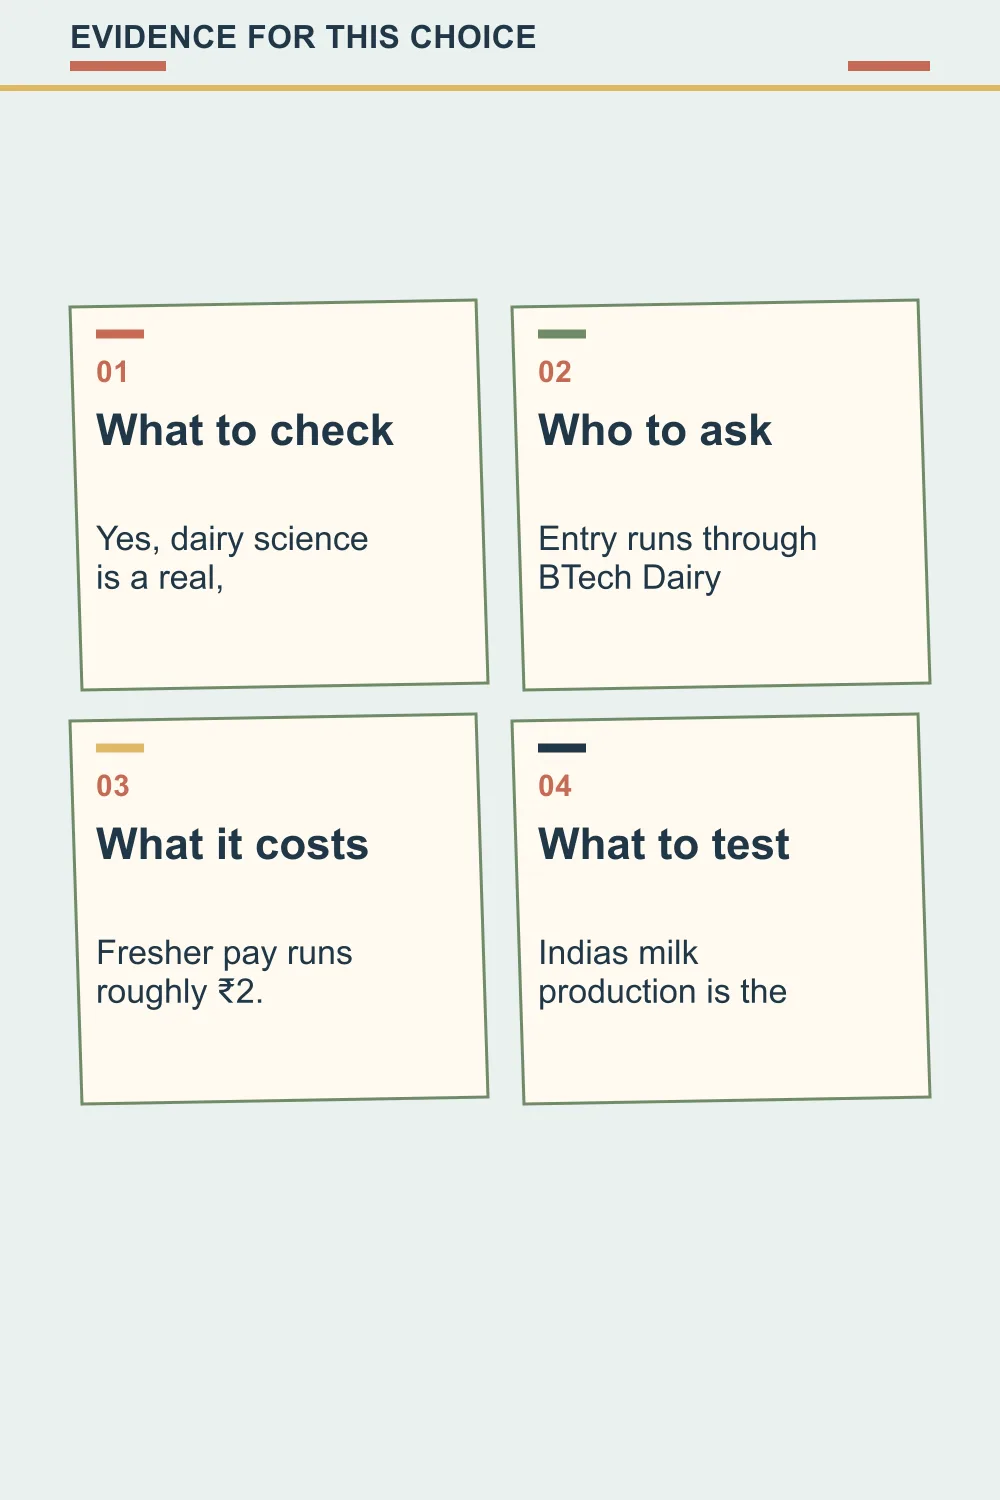 EVIDENCE FOR THIS CHOICE
01
What to check
Yes, dairy science
is a real,
02
Who to ask
Entry runs through
BTech Dairy
03
What it costs
Fresher pay runs
roughly ₹2.
04
What to test
Indias milk
production is the